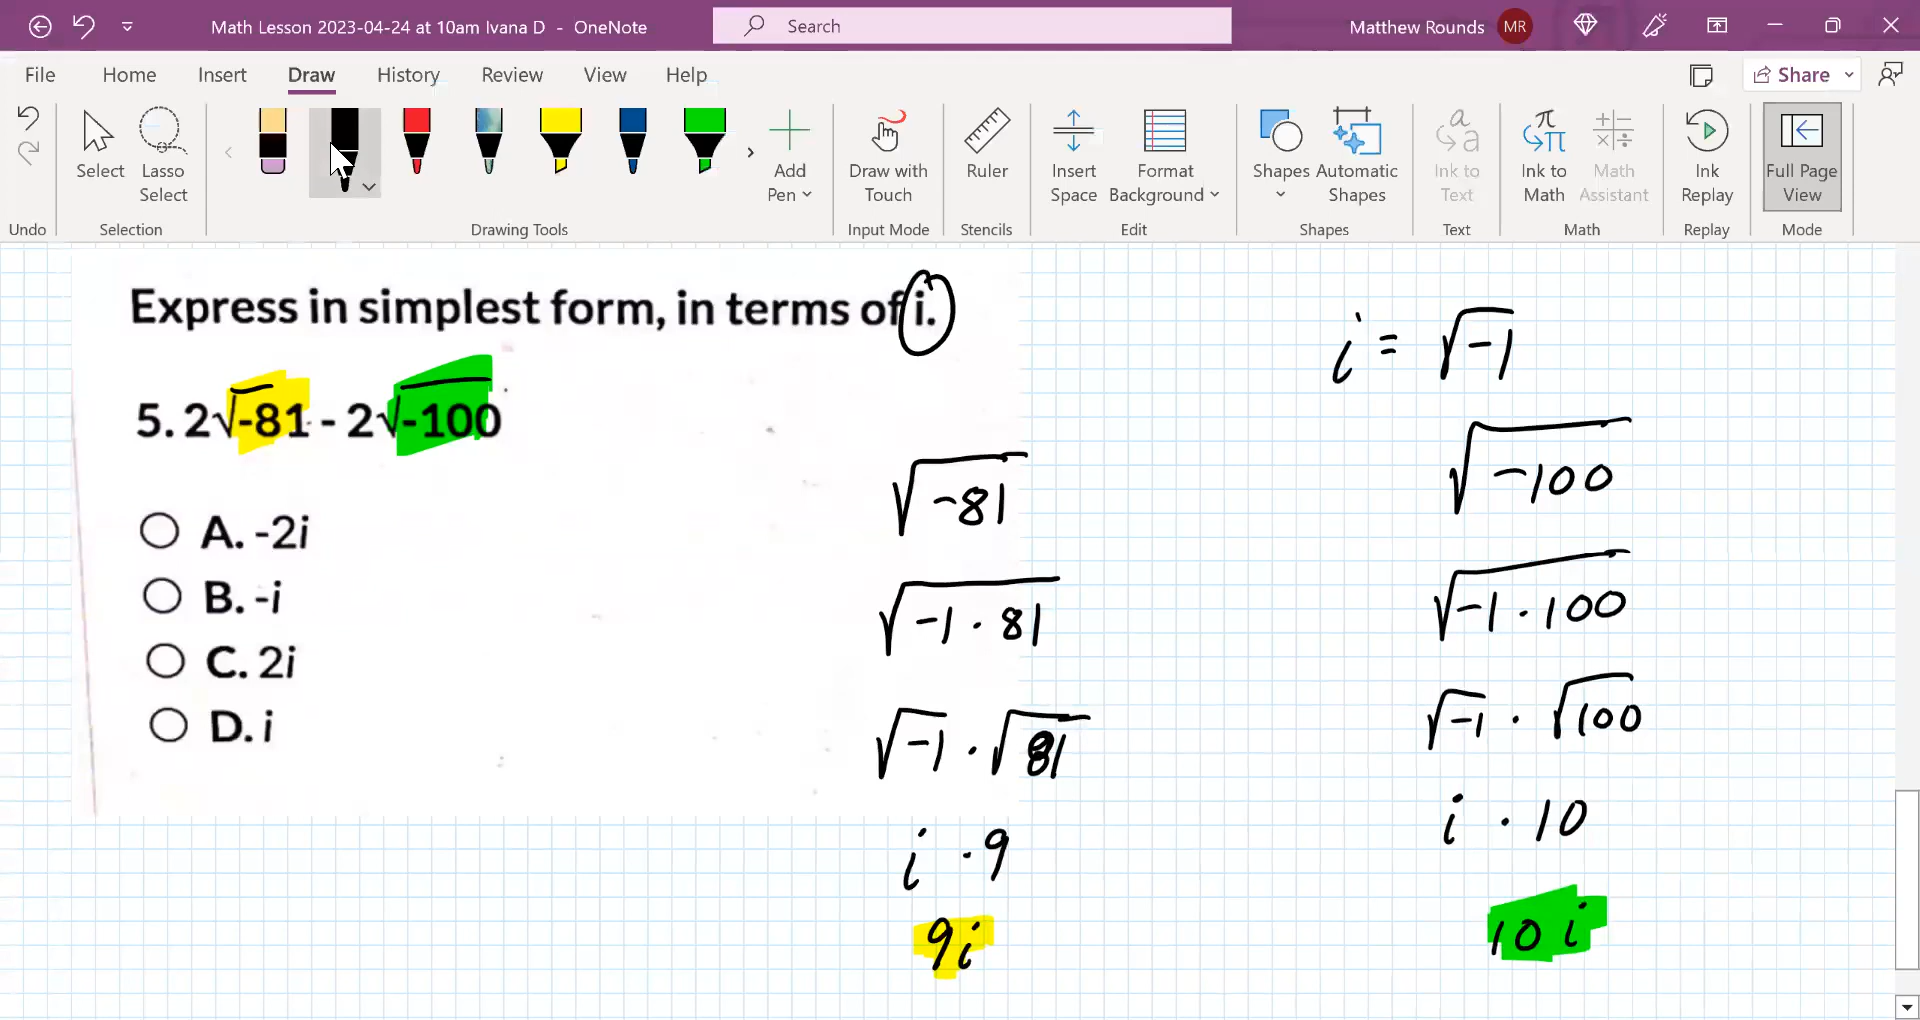 Math Lesson 2023-04-24 at 10am Ivana D - OneNote
Search
Matthew Rounds MR
File Home Insert Draw History Review View Help
Share
Select
Lasso Select
Add Pen
Draw with Touch
Ruler
Insert Space
Format Background
Shapes
Automatic Shapes
Ink to Text
Ink to Math
Math Assistant
Ink Replay
Full Page View
Undo Selection Drawing Tools Input Mode Stencils Edit Shapes Text Math Replay Mode
Express in simplest form, in terms of i.
5. 2√-81 - 2√-100
A. -2i
B. -i
C. 2i
D. i
√-81
√-1 · 81
√-1 · √81
i · 9
9i
i = √-1
√-100
√-1 · 100
√-1 · √100
i · 10
10 i